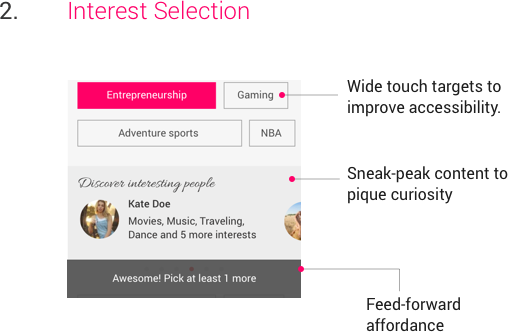 2. Interest Selection
Entrepreneurship
Gaming
Wide touch targets to
improve accessibility.
Adventure sports
NBA
Discover interesting people
Sneak-peak content to
pique curiosity
Kate Doe
Movies, Music, Traveling,
Dance and 5 more interests
Awesome! Pick at least 1 more
Feed-forward
affordance